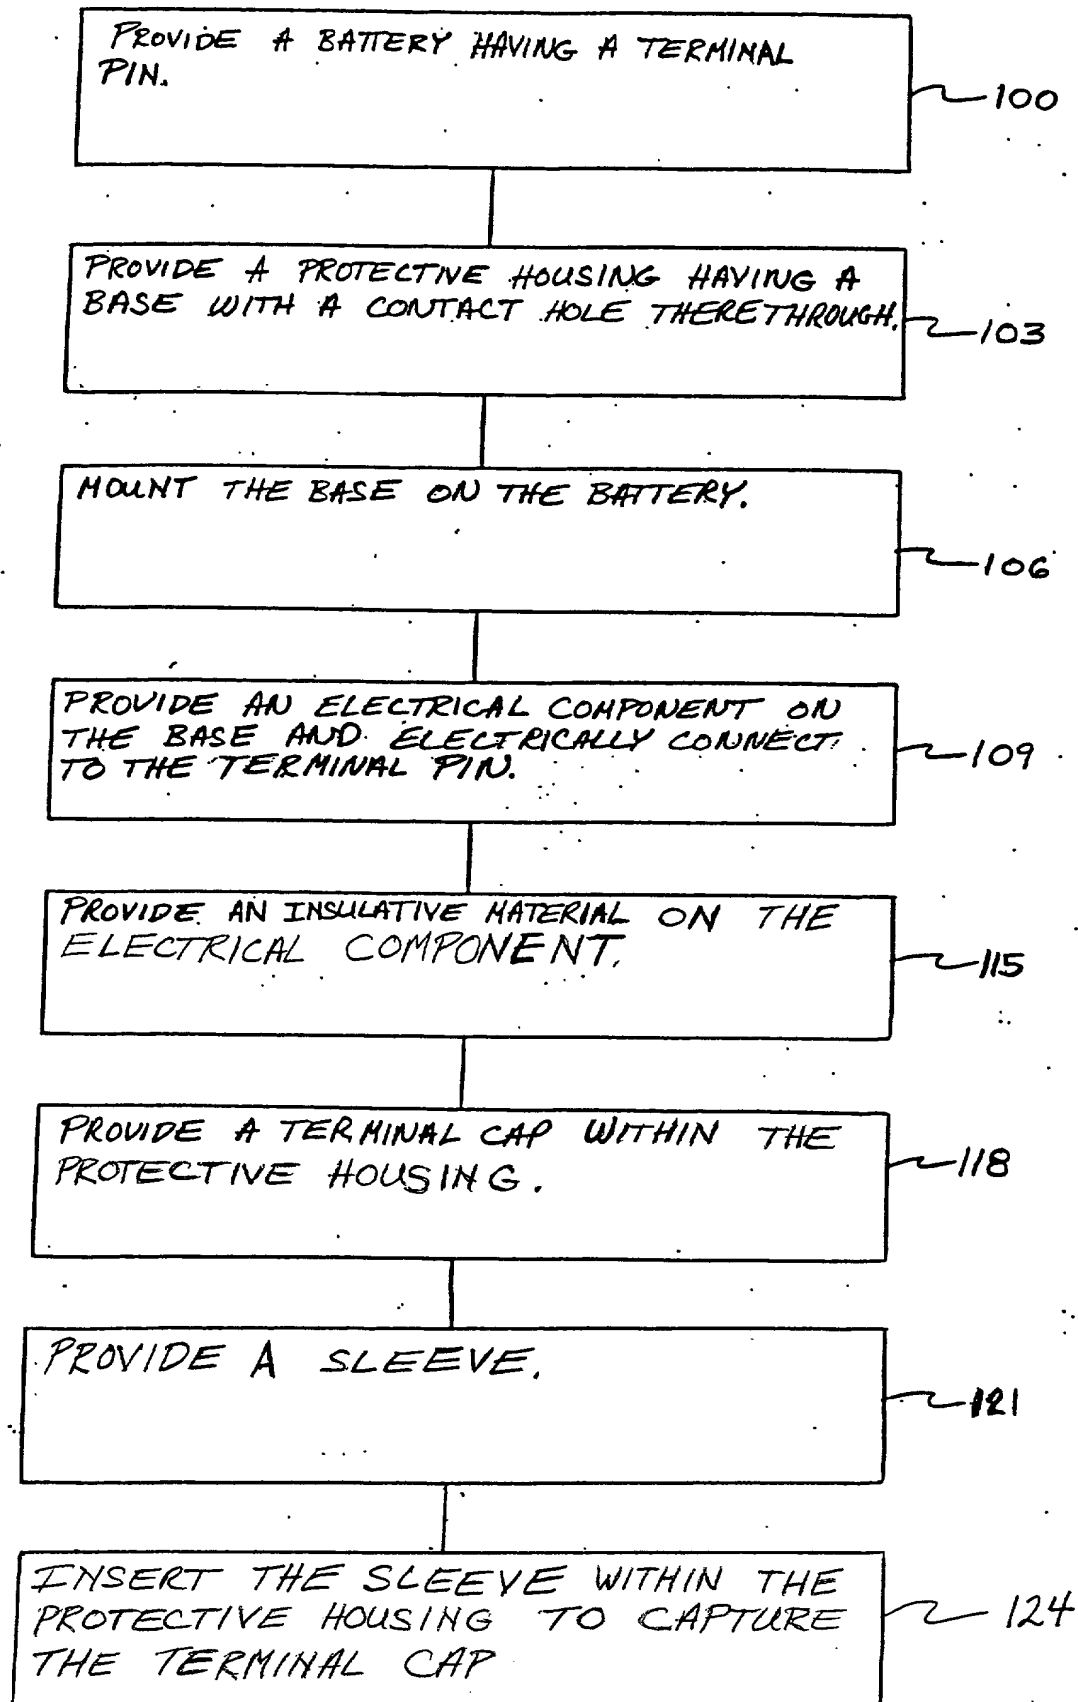 PROVIDE A BATTERY HAVING A TERMINAL
PIN.
100
PROVIDE A PROTECTIVE HOUSING HAVING A
BASE WITH A CONTACT HOLE THERETHROUGH.
103
MOUNT THE BASE ON THE BATTERY.
106
PROVIDE AN ELECTRICAL COMPONENT ON
THE BASE AND ELECTRICALLY CONNECT
TO THE TERMINAL PIN.
109
PROVIDE AN INSULATIVE MATERIAL ON THE
ELECTRICAL COMPONENT.
115
PROVIDE A TERMINAL CAP WITHIN THE
PROTECTIVE HOUSING.
118
PROVIDE A SLEEVE.
121
INSERT THE SLEEVE WITHIN THE
PROTECTIVE HOUSING TO CAPTURE
THE TERMINAL CAP
124